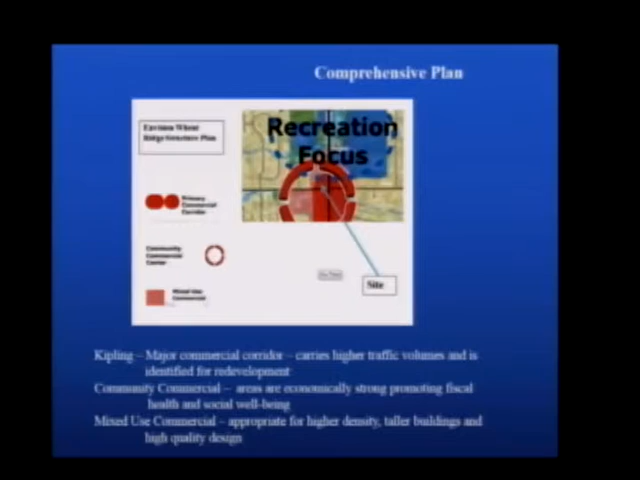 Comprehensive Plan
Envision Wheat
Ridge Structure Plan
Recreation
Focus
Primary
Commercial
Corridor
Community
Commercial
Center
Site
Mixed Use
Commercial
Kipling – Major commercial corridor – carries higher traffic volumes and is
identified for redevelopment
Community Commercial – areas are economically strong promoting fiscal
health and social well-being
Mixed Use Commercial – appropriate for higher density, taller buildings and
high quality design